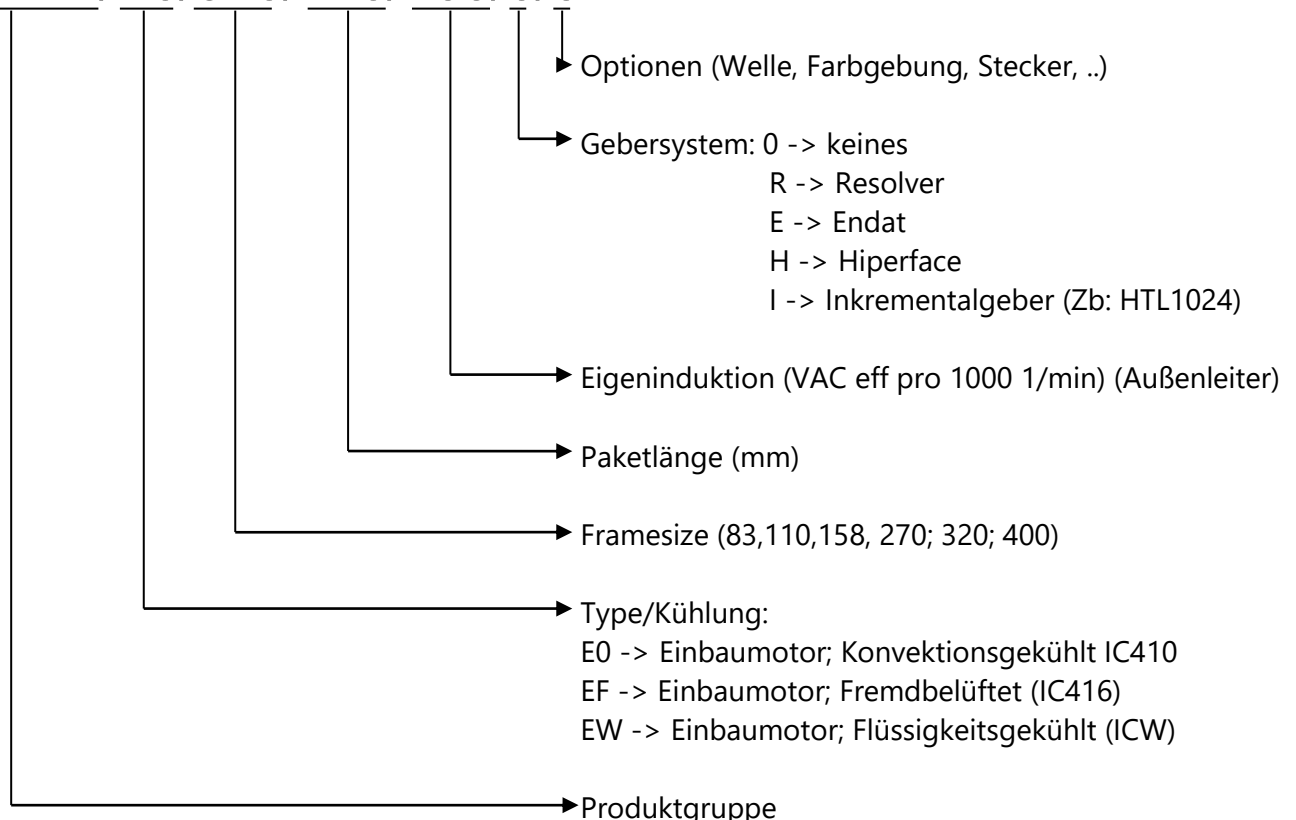 Optionen (Welle, Farbgebung, Stecker, ..)
Gebersystem: 0 -> keines
R -> Resolver
E -> Endat
H -> Hiperface
I -> Inkrementalgeber (Zb: HTL1024)
Eigeninduktion (VAC eff pro 1000 1/min) (Außenleiter)
Paketlänge (mm)
Framesize (83,110,158, 270; 320; 400)
Type/Kühlung:
E0 -> Einbaumotor; Konvektionsgekühlt IC410
EF -> Einbaumotor; Fremdbelüftet (IC416)
EW -> Einbaumotor; Flüssigkeitsgekühlt (ICW)
Produktgruppe